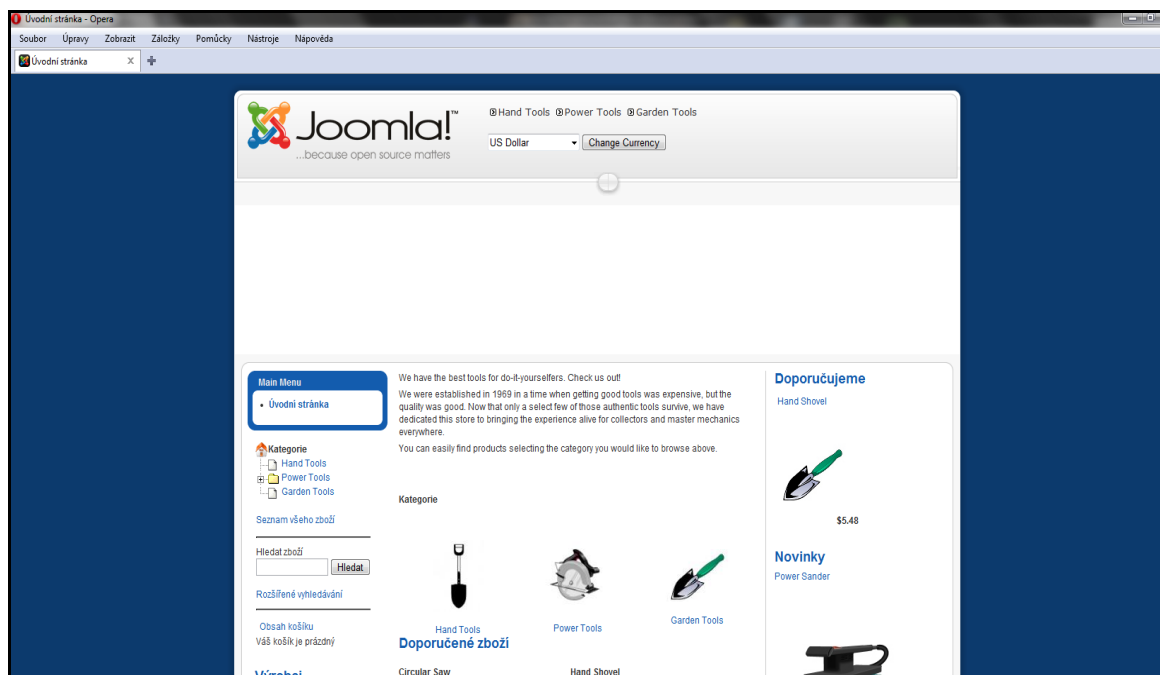 Úvodní stránka - Opera
Soubor Úpravy Zobrazit Záložky Pomůcky Nástroje Nápověda
Úvodní stránka
Joomla!™
...because open source matters
Hand Tools Power Tools Garden Tools
US Dollar Change Currency
Main Menu
Úvodní stránka
Kategorie
Hand Tools
Power Tools
Garden Tools
Seznam všeho zboží
Hledat zboží
Hledat
Rozšířené vyhledávání
Obsah košíku
Váš košík je prázdný
Výrobci
We have the best tools for do-it-yourselfers. Check us out!
We were established in 1969 in a time when getting good tools was expensive, but the
quality was good. Now that only a select few of those authentic tools survive, we have
dedicated this store to bringing the experience alive for collectors and master mechanics
everywhere.
You can easily find products selecting the category you would like to browse above.
Kategorie
Hand Tools
Power Tools
Garden Tools
Doporučené zboží
Circular Saw
Hand Shovel
Doporučujeme
Hand Shovel
$5.48
Novinky
Power Sander